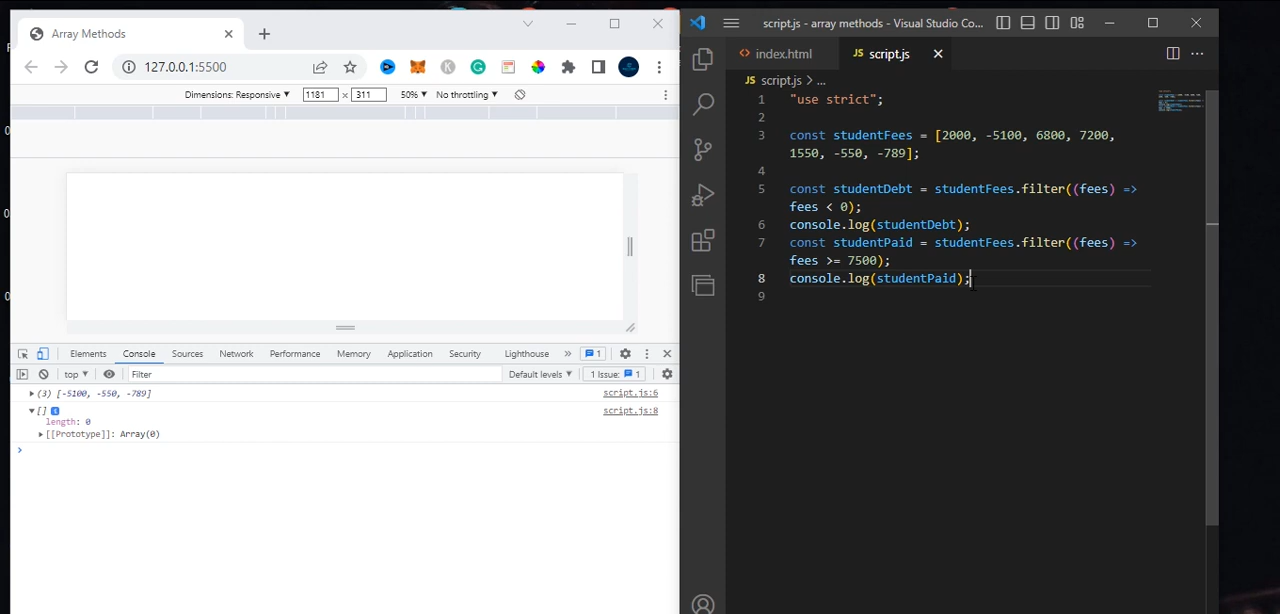 Array Methods
127.0.0.1:5500
Dimensions: Responsive ▼ 1181 × 311 50% ▼ No throttling ▼
Elements Console Sources Network Performance Memory Application Security Lighthouse » 1
top ▼ Filter Default levels ▼ 1 Issue: 1
▶ (3) [-5100, -550, -789] script.js:6
▼ [] i script.js:8
length: 0
▶ [[Prototype]]: Array(0)
script.js - array methods - Visual Studio Co...
index.html JS script.js
JS script.js > ...
1 "use strict";
2
3 const studentFees = [2000, -5100, 6800, 7200,
1550, -550, -789];
4
5 const studentDebt = studentFees.filter((fees) =>
fees < 0);
6 console.log(studentDebt);
7 const studentPaid = studentFees.filter((fees) =>
fees >= 7500);
8 console.log(studentPaid);
9